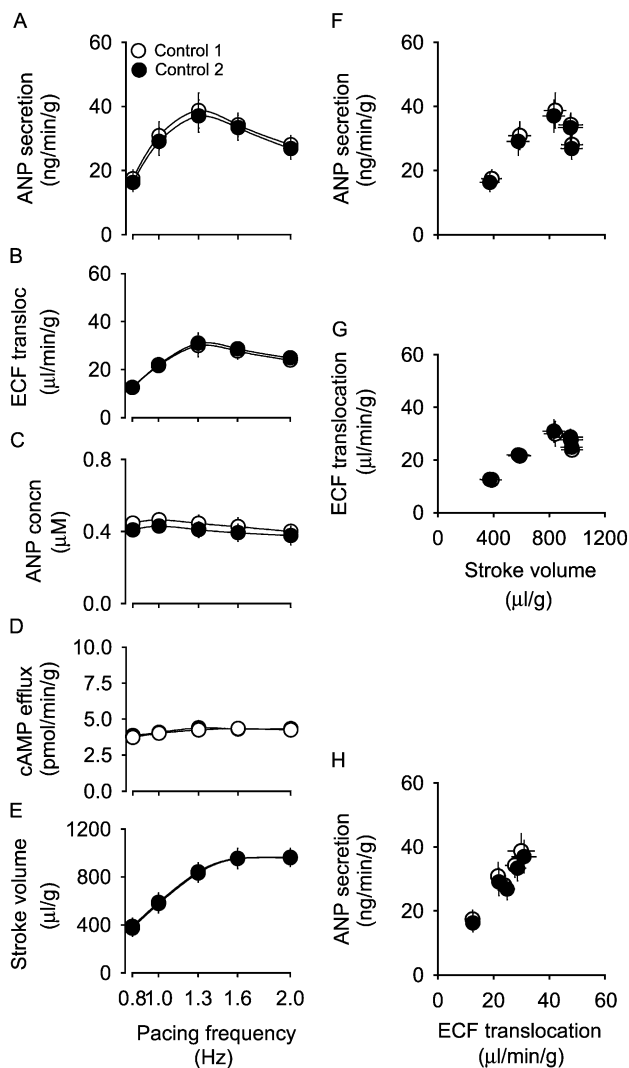 A
ANP secretion
(ng/min/g)
60
40
20
0
Control 1
Control 2
B
ECF transloc
(μl/min/g)
60
40
20
0
C
ANP concn
(μM)
0.8
0.4
0.0
D
cAMP efflux
(pmol/min/g)
10.0
7.5
5.0
2.5
0.0
E
Stroke volume
(μl/g)
1200
800
400
0
0.8 1.0 1.3 1.6 2.0
Pacing frequency
(Hz)
F
ANP secretion
(ng/min/g)
60
40
20
0
G
ECF translocation
(μl/min/g)
60
40
20
0
0 400 800 1200
Stroke volume
(μl/g)
H
ANP secretion
(ng/min/g)
60
40
20
0
0 20 40 60
ECF translocation
(μl/min/g)